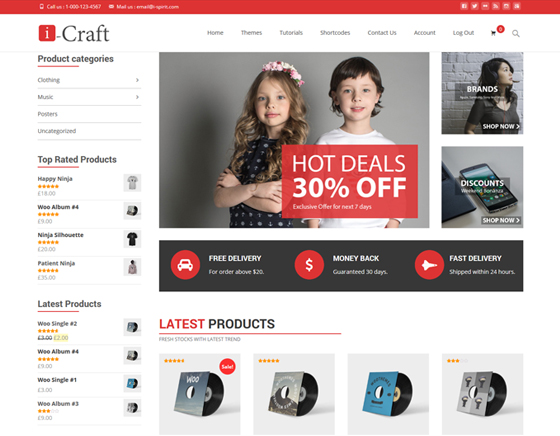 Call us : 1-000-123-4567
Mail us : email@i-spirit.com
i-Craft
Home
Themes
Tutorials
Shortcodes
Contact Us
Account
Log Out
0
Product categories
Clothing
Music
Posters
Uncategorized
Top Rated Products
Happy Ninja
£18.00
Woo Album #4
£9.00
Ninja Silhouette
£20.00
Patient Ninja
£35.00
Latest Products
Woo Single #2
£3.00 £2.00
Woo Album #4
£9.00
Woo Single #1
£3.00
Woo Album #3
£9.00
HOT DEALS
30% OFF
Exclusive Offer for next 7 days
BRANDS
SHOP NOW
DISCOUNTS
Weekend Bonanza
SHOP NOW
FREE DELIVERY
For order above $20.
MONEY BACK
Guaranteed 30 days.
FAST DELIVERY
Shipped within 24 hours.
LATEST PRODUCTS
FRESH STOCKS WITH LATEST TREND
Sale!
WOO